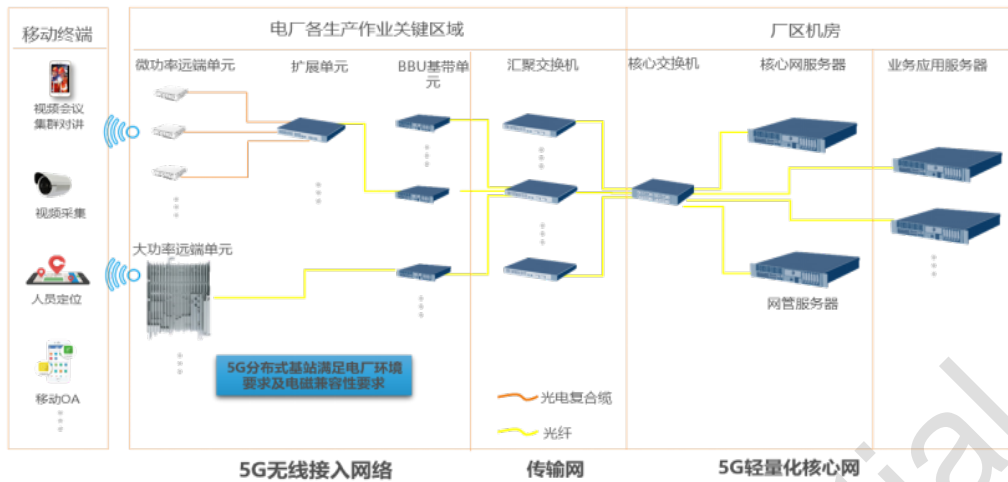 移动终端
电厂各生产作业关键区域
厂区机房
微功率远端单元
扩展单元
BBU基带单
元
汇聚交换机
核心交换机
核心网服务器
业务应用服务器
视频会议
集群对讲
视频采集
大功率远端单元
人员定位
网管服务器
移动OA
5G分布式基站满足电厂环境
要求及电磁兼容性要求
光电复合缆
光纤
5G无线接入网络
传输网
5G轻量化核心网
ial